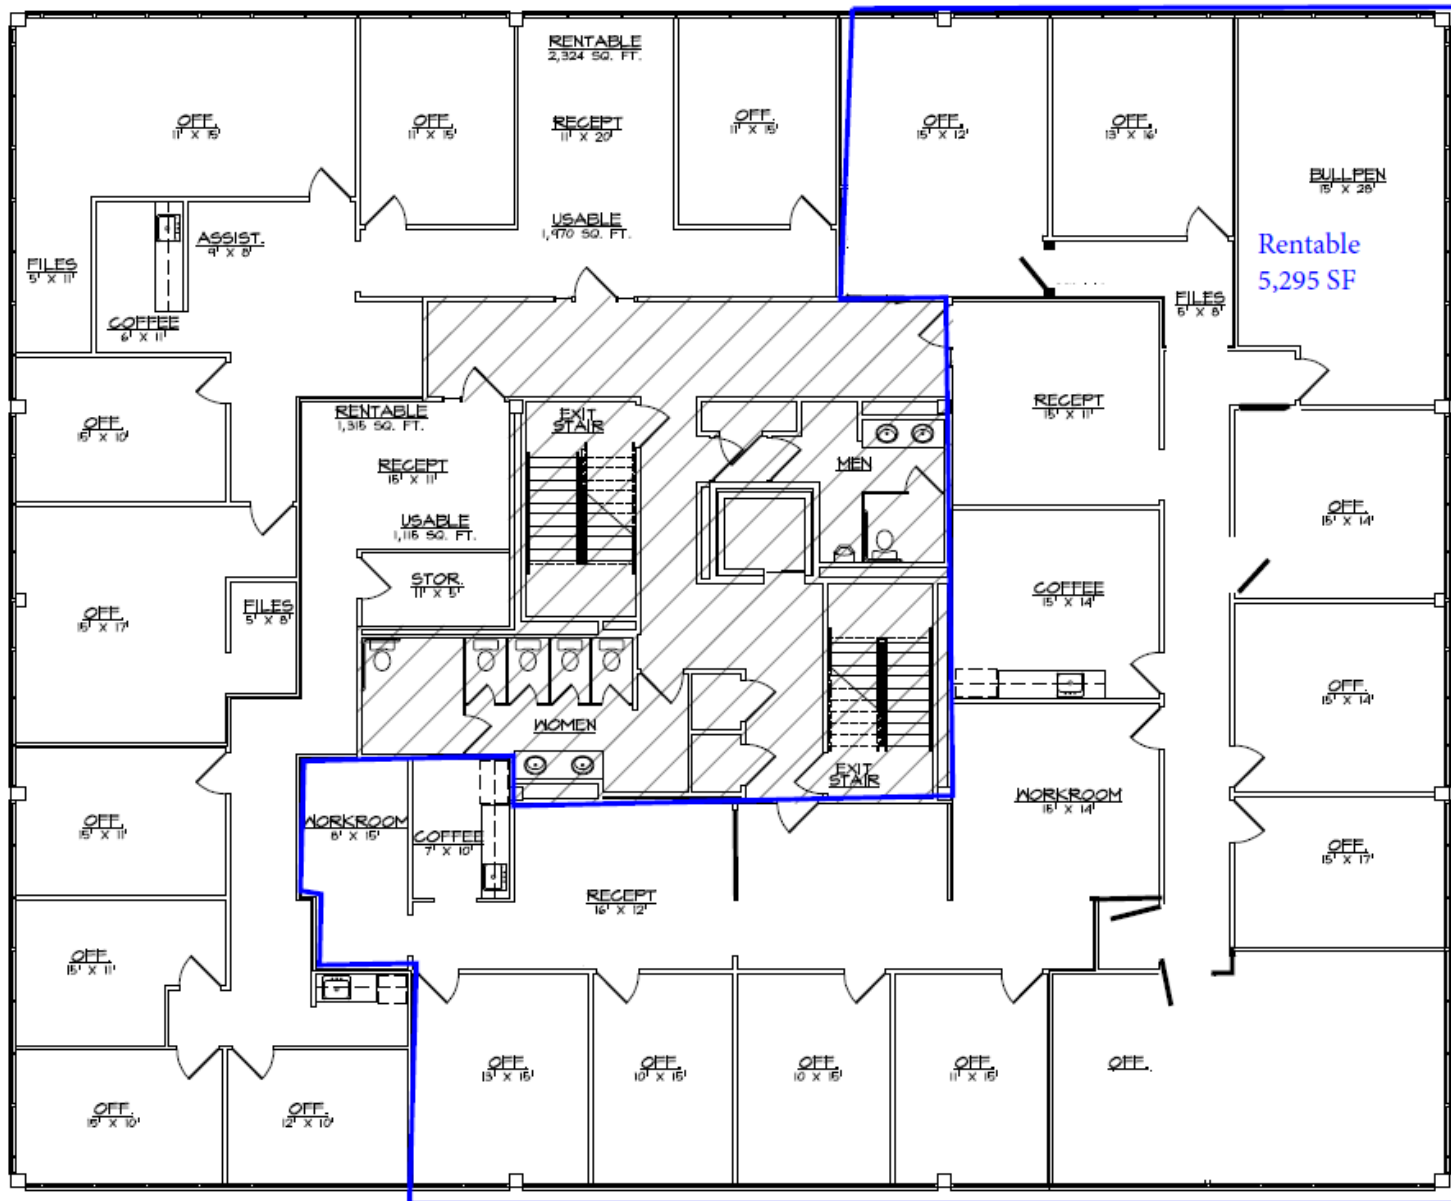 RENTABLE
2,324 SQ. FT.
OFF.
11' X 15'
OFF.
11' X 15'
RECEPT
11' X 20'
OFF.
11' X 15'
OFF.
15' X 12'
OFF.
13' X 16'
BULLPEN
15' X 28'
USABLE
1,970 SQ. FT.
ASSIST.
9' X 8'
FILES
5' X 11'
COFFEE
6' X 11'
Rentable
5,295 SF
FILES
5' X 8'
OFF.
15' X 10'
RENTABLE
1,315 SQ. FT.
RECEPT
15' X 11'
USABLE
1,115 SQ. FT.
EXIT
STAIR
MEN
RECEPT
15' X 11'
OFF.
15' X 14'
STOR.
11' X 5'
COFFEE
15' X 14'
OFF.
15' X 17'
FILES
5' X 8'
OFF.
15' X 14'
WOMEN
EXIT
STAIR
WORKROOM
15' X 14'
OFF.
15' X 11'
WORKROOM
8' X 15'
COFFEE
7' X 10'
OFF.
15' X 17'
RECEPT
16' X 12'
OFF.
15' X 11'
OFF.
13' X 15'
OFF.
10' X 15'
OFF.
10' X 15'
OFF.
11' X 15'
OFF.
OFF.
15' X 10'
OFF.
12' X 10'